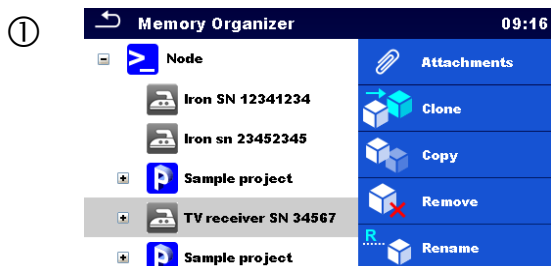 ①
Memory Organizer 09:16
Node
Attachments
Iron SN 12341234
Clone
Iron sn 23452345
Copy
Sample project
Remove
TV receiver SN 34567
R
Rename
Sample project